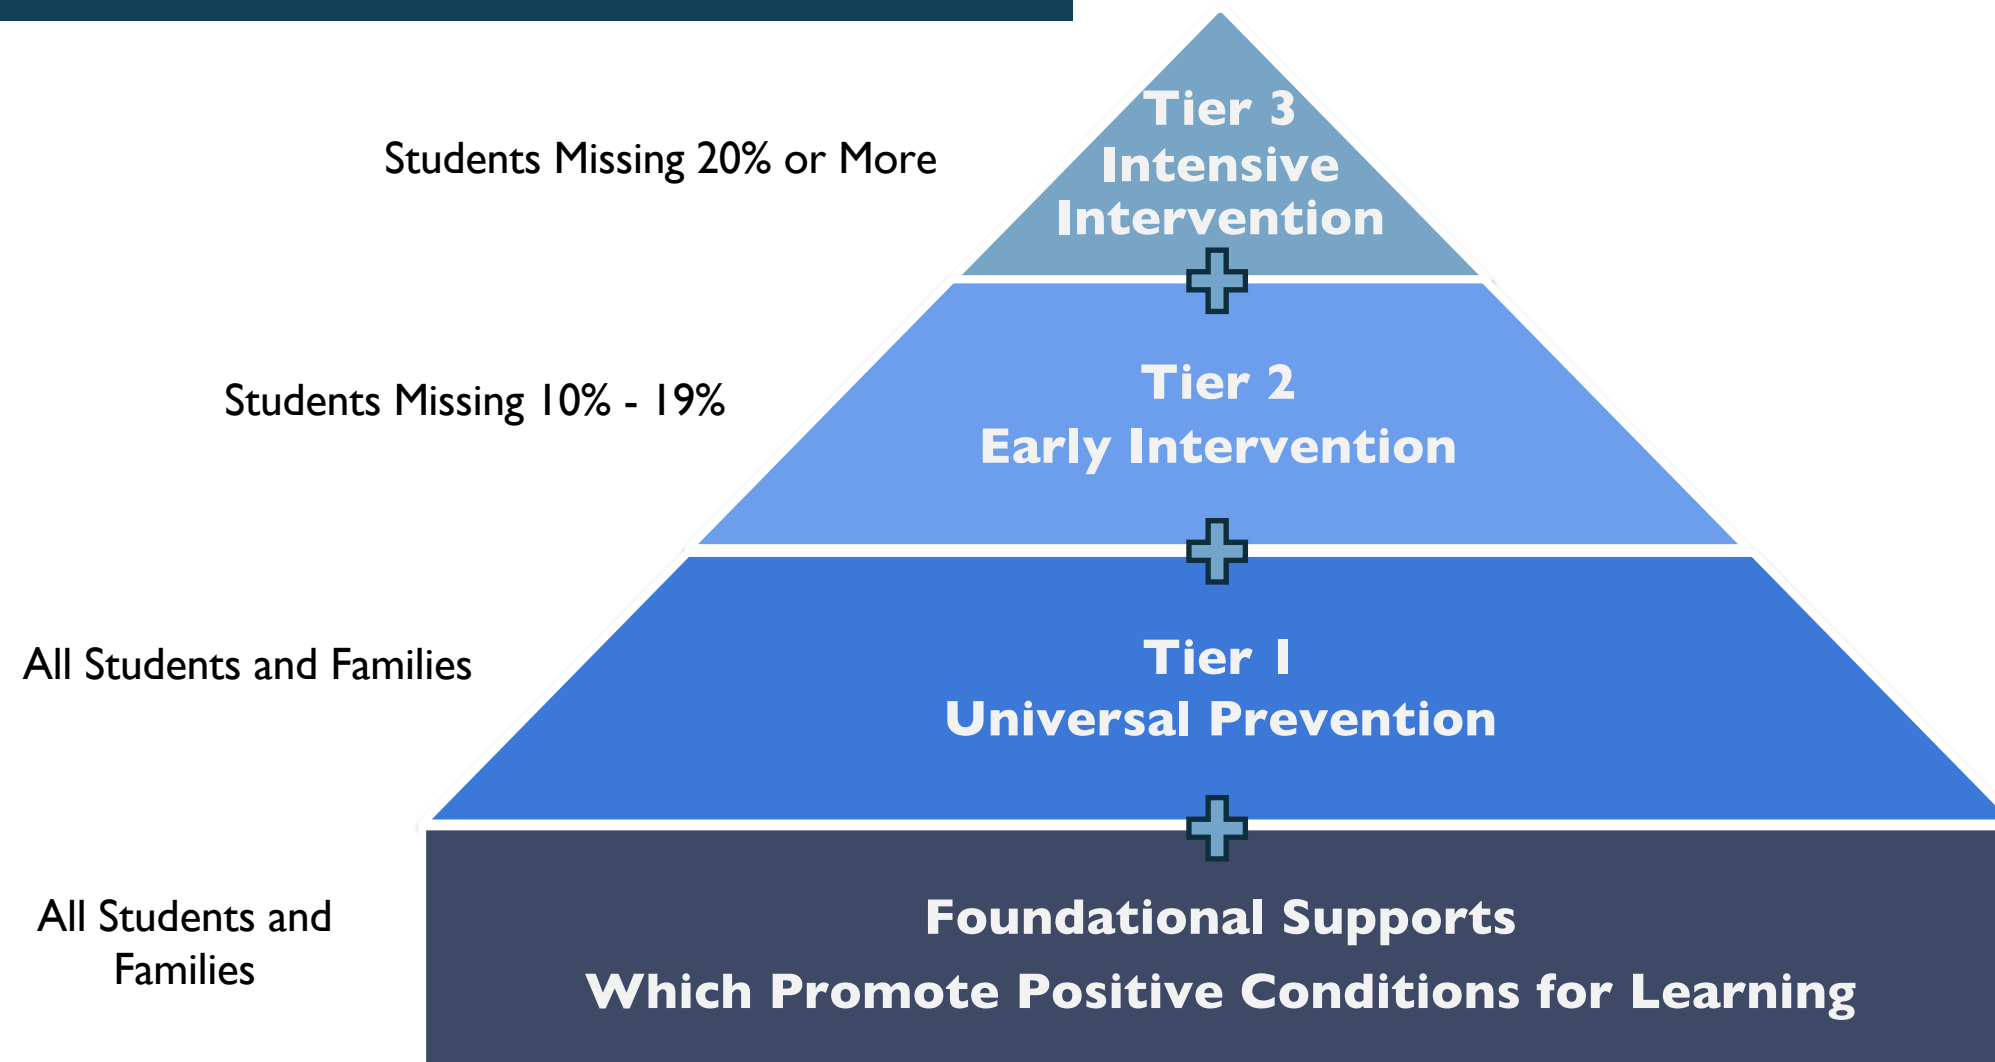 Tier 3
Intensive
Intervention
Students Missing 20% or More
Tier 2
Early Intervention
Students Missing 10% - 19%
Tier 1
Universal Prevention
All Students and Families
Foundational Supports
Which Promote Positive Conditions for Learning
All Students and
Families